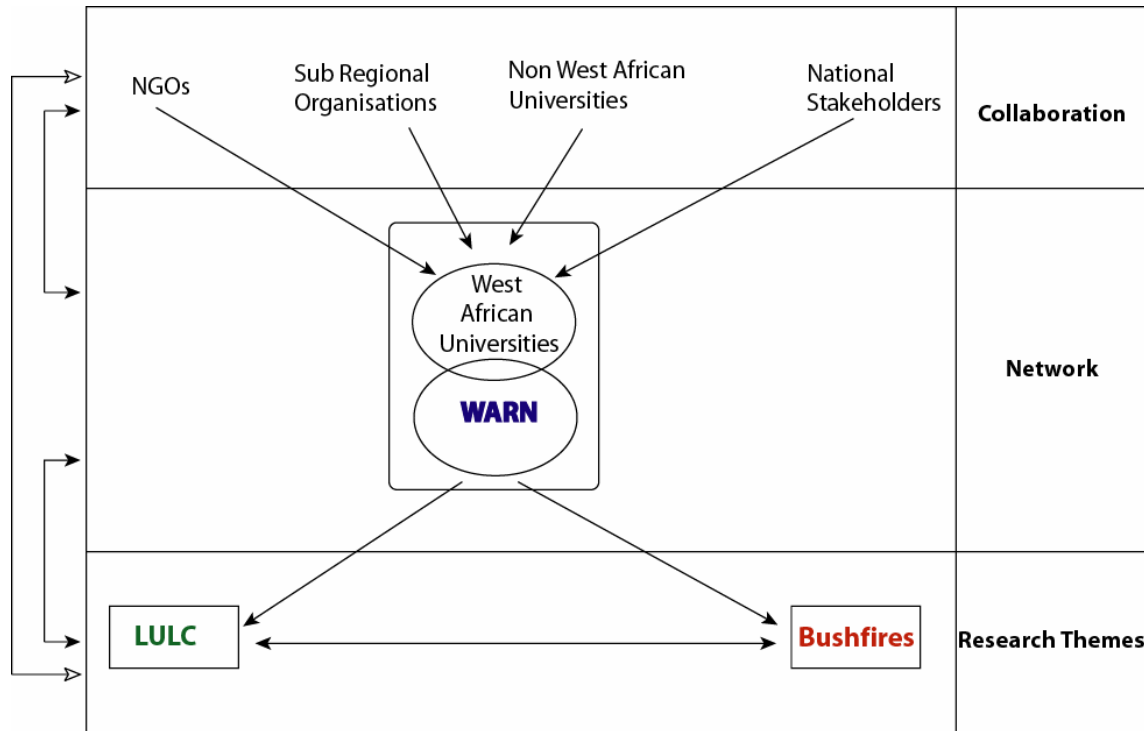 NGOs
Sub Regional
Organisations
Non West African
Universities
National
Stakeholders
Collaboration
West
African
Universities
WARN
Network
LULC
Bushfires
Research Themes